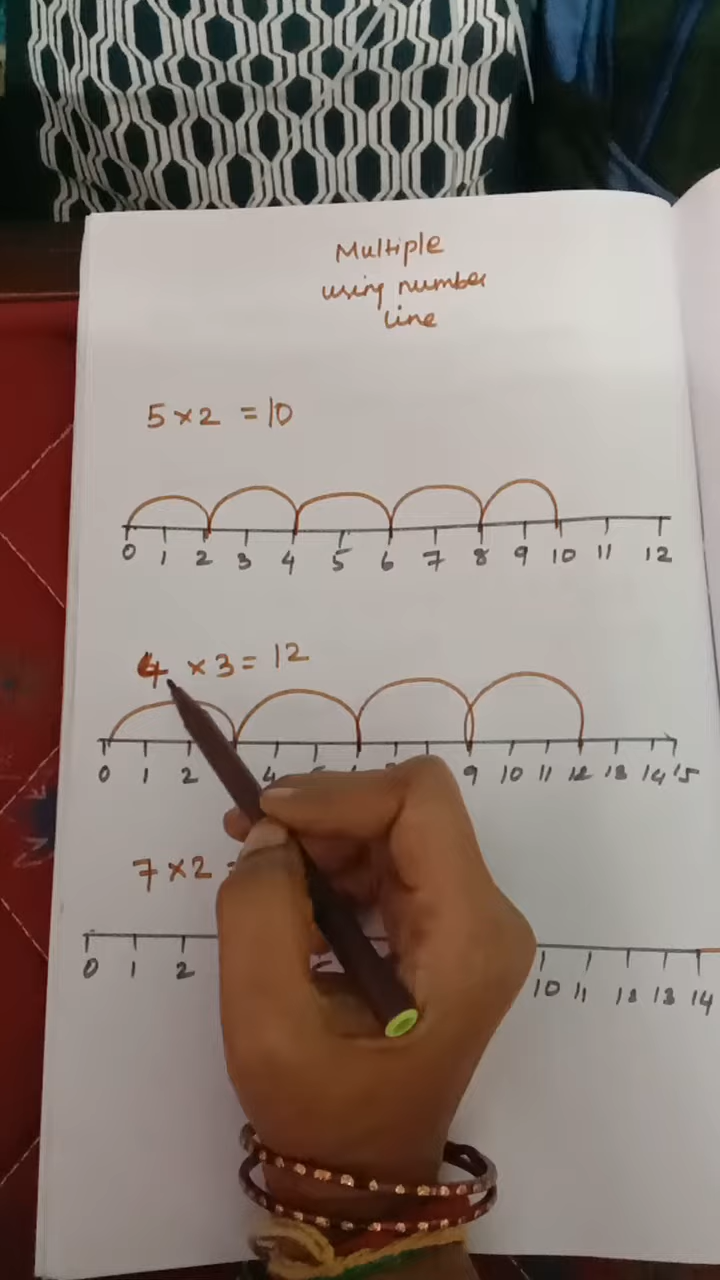 Multiple
using number
line
5 × 2 = 10
0 1 2 3 4 5 6 7 8 9 10 11 12
4 × 3 = 12
0 1 2 4 9 10 11 12 13 14 15
7 × 2 =
0 1 2 10 11 12 13 14